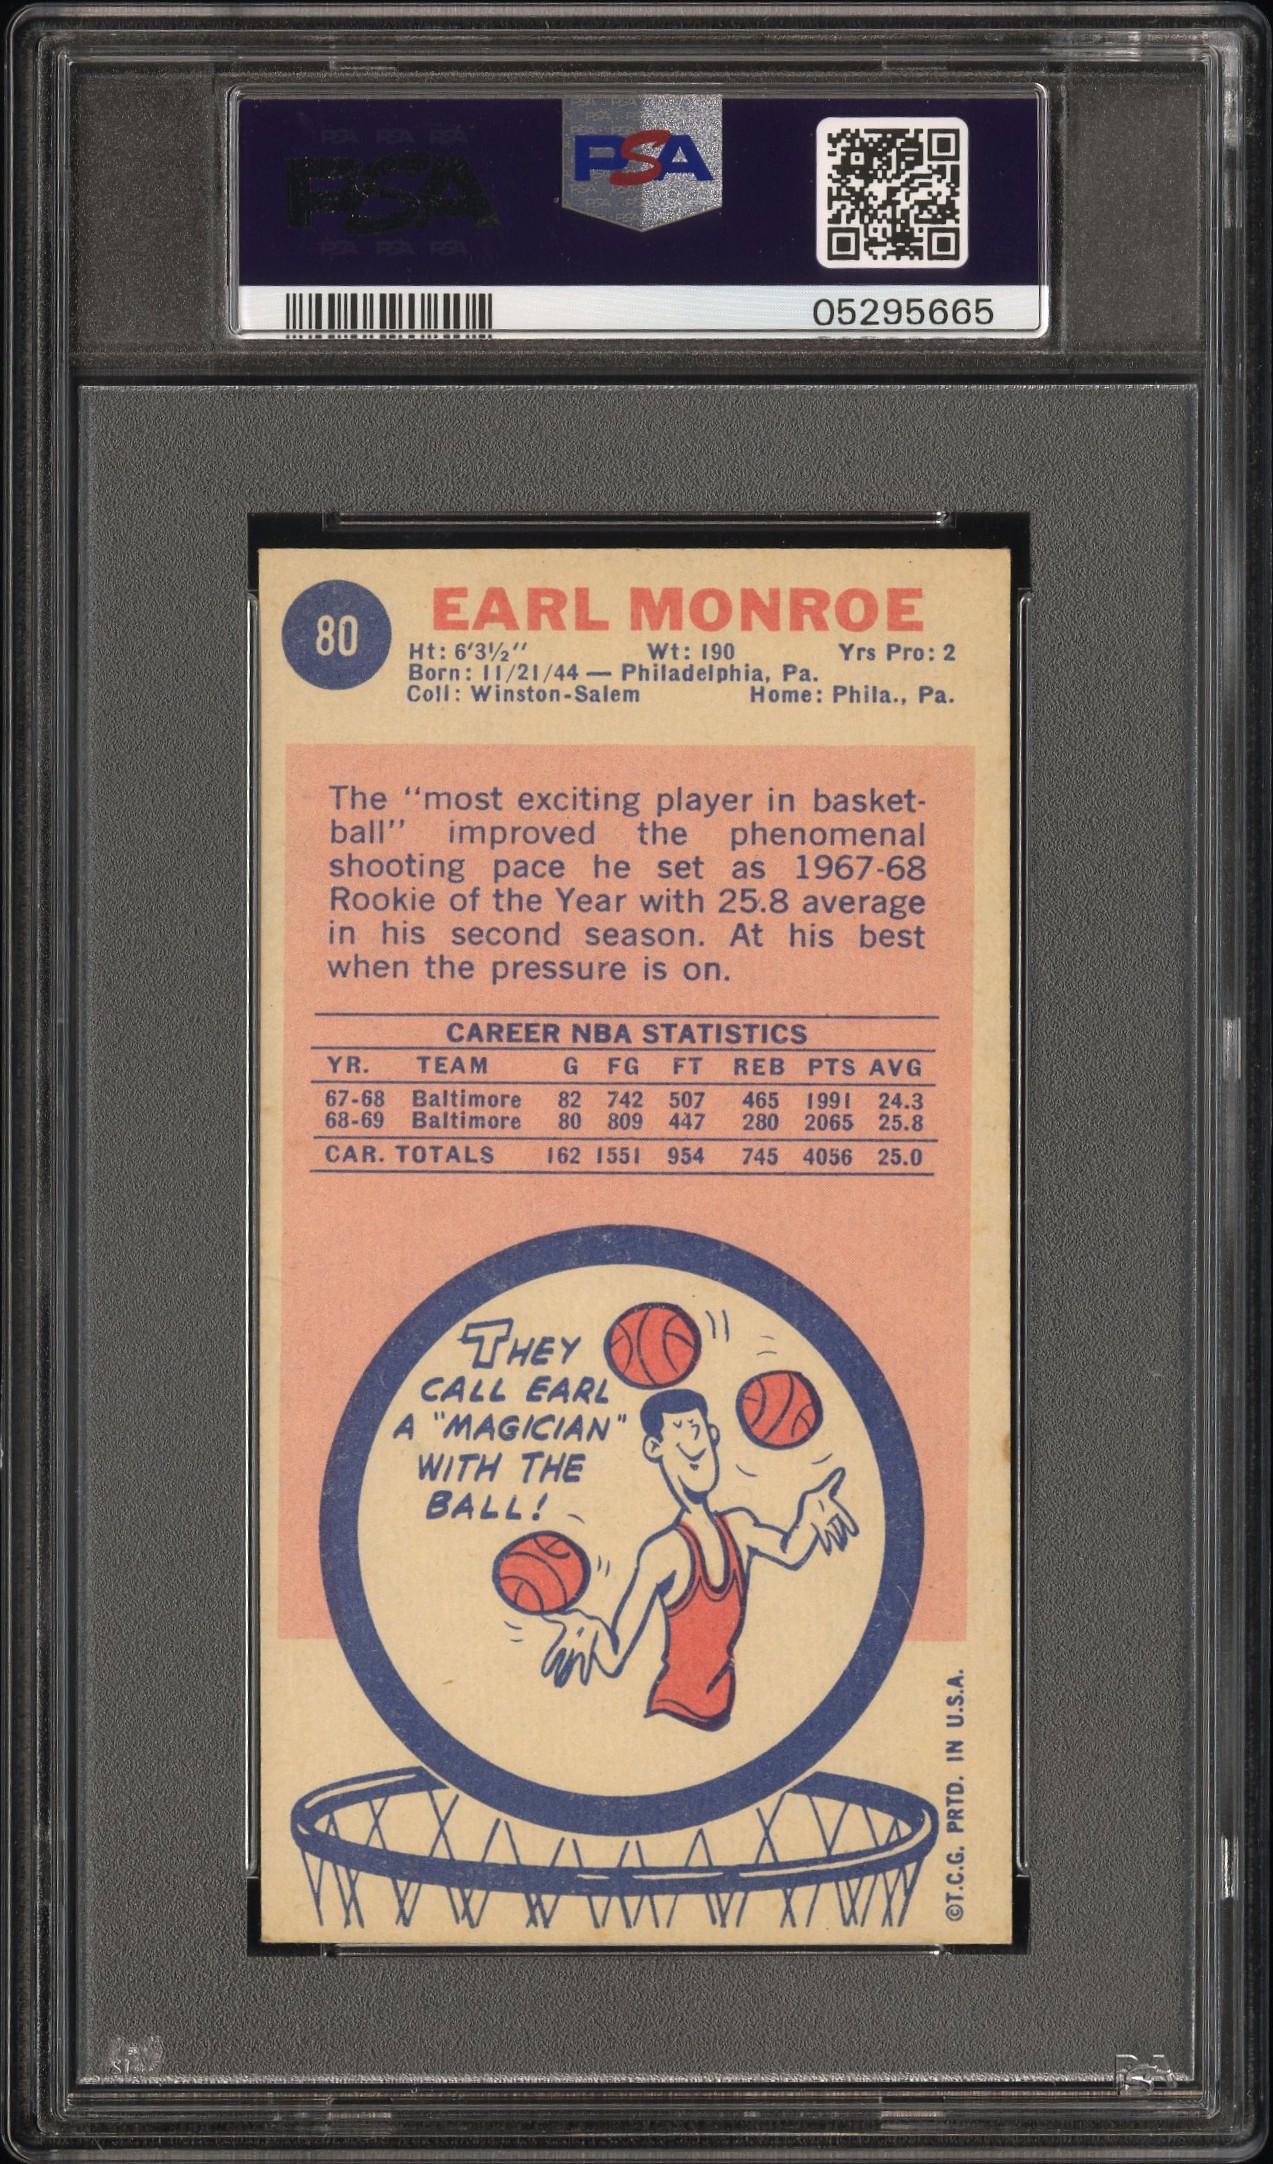 PSA
PSA
05295665
80
EARL MONROE
Ht: 6'3½" Wt: 190 Yrs Pro: 2
Born: 11/21/44 — Philadelphia, Pa.
Coll: Winston-Salem Home: Phila., Pa.
The "most exciting player in basket-
ball" improved the phenomenal
shooting pace he set as 1967-68
Rookie of the Year with 25.8 average
in his second season. At his best
when the pressure is on.
CAREER NBA STATISTICS
YR. TEAM G FG FT REB PTS AVG
67-68 Baltimore 82 742 507 465 1991 24.3
68-69 Baltimore 80 809 447 280 2065 25.8
CAR. TOTALS 162 1551 954 745 4056 25.0
THEY
CALL EARL
A "MAGICIAN"
WITH THE
BALL!
©T.C.G. PRTD. IN U.S.A.